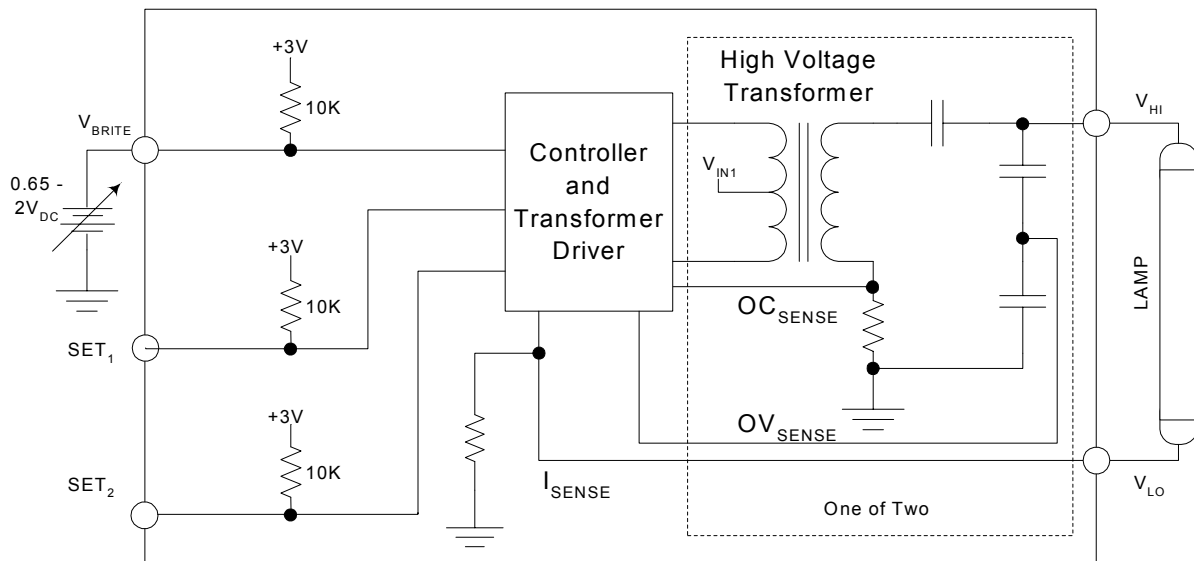 +3V
10K
V_BRITE
0.65 -
2V_DC
+3V
10K
SET_1
+3V
10K
SET_2
Controller
and
Transformer
Driver
High Voltage
Transformer
V_IN1
OC_SENSE
OV_SENSE
I_SENSE
One of Two
V_HI
LAMP
V_LO